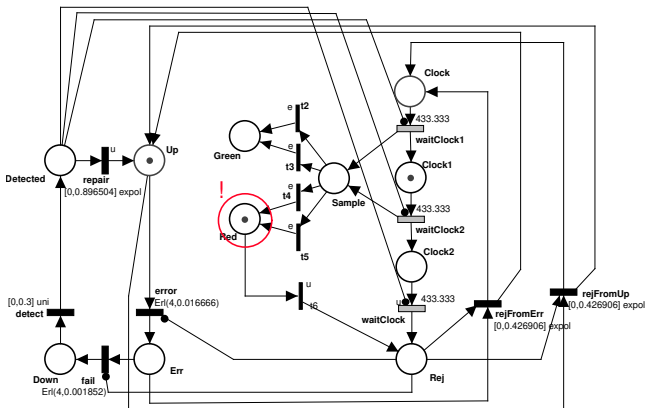 Clock
433.333
e
t2
waitClock1
Green
u
Up
Detected
repair
[0,0.896504] expol
e
t3
Clock1
!
e
t4
Sample
433.333
waitClock2
Red
e
t5
Clock2
u
t6
[0,0.3] uni
detect
error
Erl(4,0.016666)
u
433.333
waitClock
rejFromErr
[0,0.426906] expol
rejFromUp
[0,0.426906] expol
Down
fail
Erl(4,0.001852)
Err
Rej